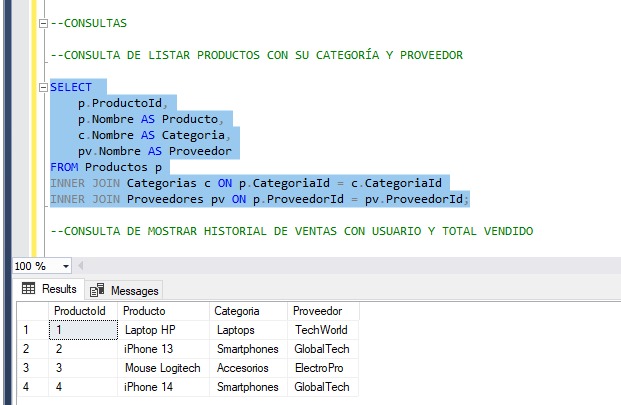 --CONSULTAS
--CONSULTA DE LISTAR PRODUCTOS CON SU CATEGORÍA Y PROVEEDOR
SELECT
p.ProductoId,
p.Nombre AS Producto,
c.Nombre AS Categoria,
pv.Nombre AS Proveedor
FROM Productos p
INNER JOIN Categorias c ON p.CategoriaId = c.CategoriaId
INNER JOIN Proveedores pv ON p.ProveedorId = pv.ProveedorId;
--CONSULTA DE MOSTRAR HISTORIAL DE VENTAS CON USUARIO Y TOTAL VENDIDO
100 %
Results Messages
ProductoId Producto Categoria Proveedor
1 1 Laptop HP Laptops TechWorld
2 2 iPhone 13 Smartphones GlobalTech
3 3 Mouse Logitech Accesorios ElectroPro
4 4 iPhone 14 Smartphones GlobalTech